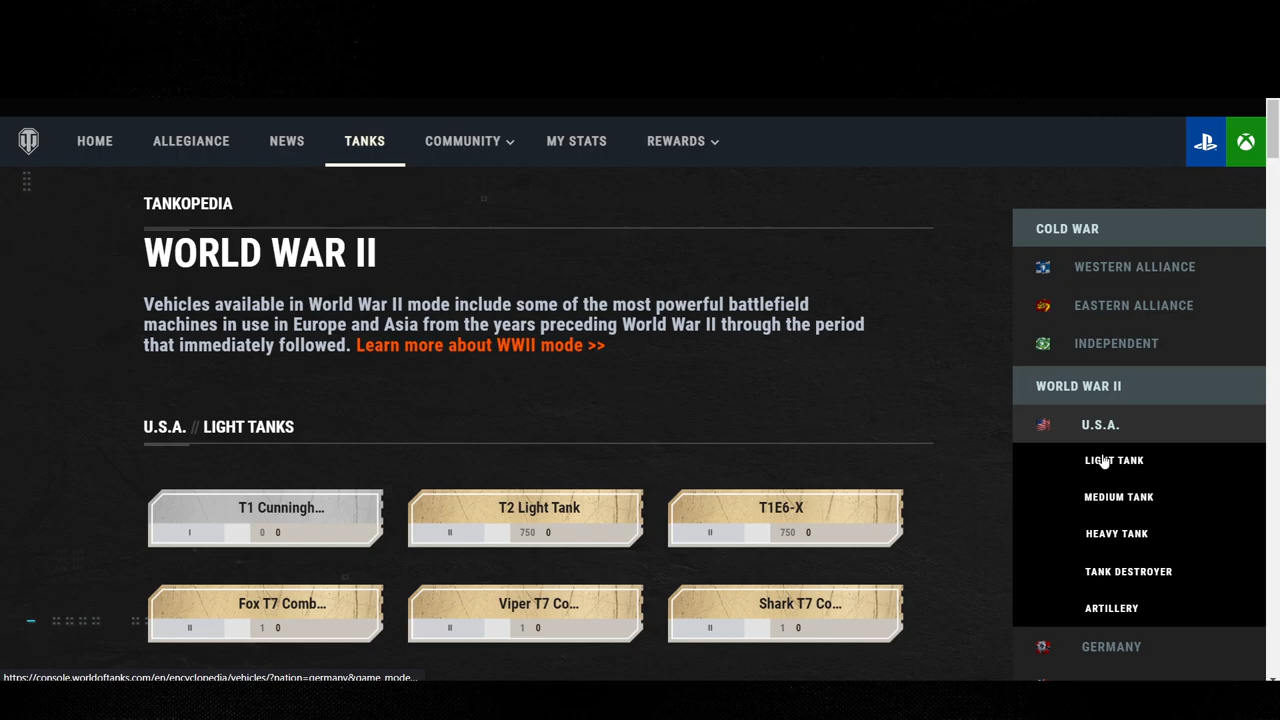 HOME ALLEGIANCE NEWS TANKS COMMUNITY MY STATS REWARDS
TANKOPEDIA
WORLD WAR II
Vehicles available in World War II mode include some of the most powerful battlefield
machines in use in Europe and Asia from the years preceding World War II through the period
that immediately followed. Learn more about WWII mode >>
U.S.A. // LIGHT TANKS
T1 Cunningh... T2 Light Tank T1E6-X
I 0 0 II 750 0 II 750 0
Fox T7 Comb... Viper T7 Co... Shark T7 Co...
II 1 0 II 1 0 II 1 0
COLD WAR
WESTERN ALLIANCE
EASTERN ALLIANCE
INDEPENDENT
WORLD WAR II
U.S.A.
LIGHT TANK
MEDIUM TANK
HEAVY TANK
TANK DESTROYER
ARTILLERY
GERMANY
https://console.worldoftanks.com/en/encyclopedia/vehicles/?nation=germany&game_mode...